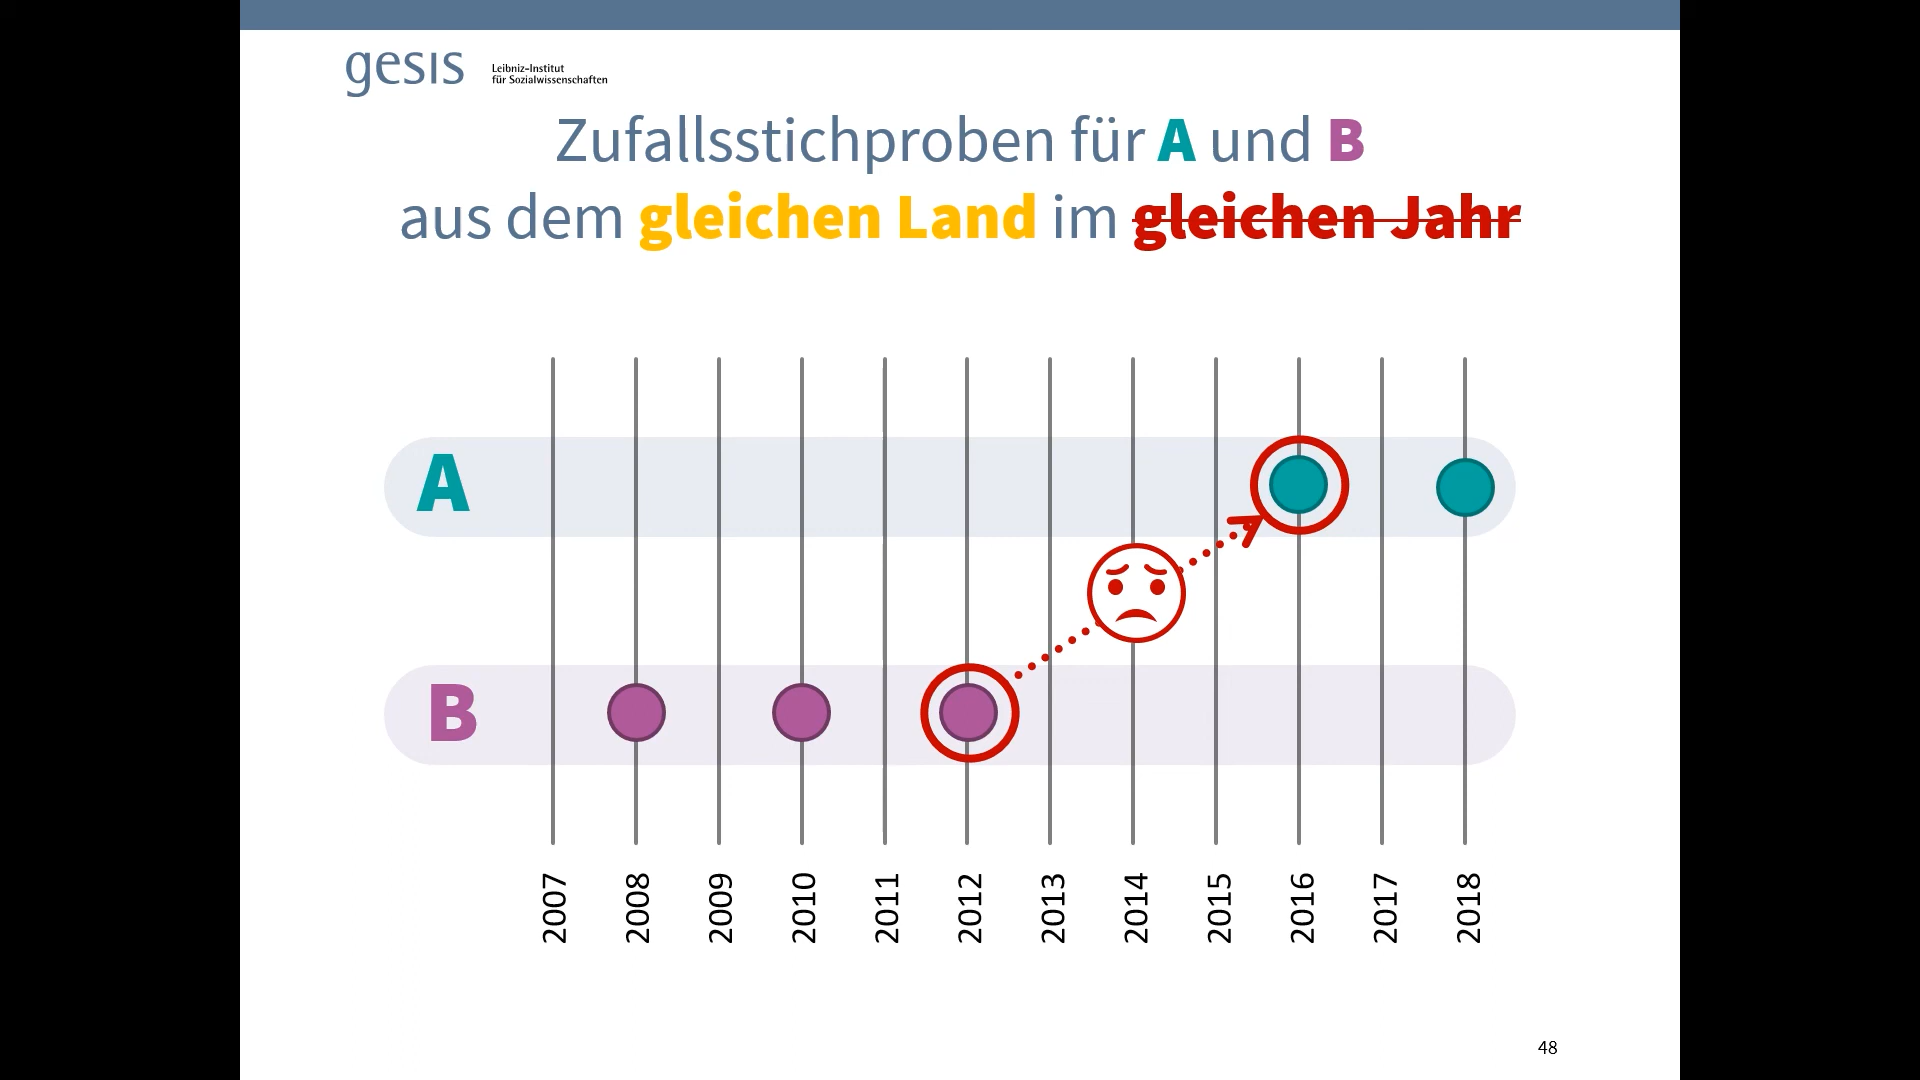 gesis
Leibniz-Institut
für Sozialwissenschaften
Zufallsstichproben für A und B
aus dem gleichen Land im gleichen Jahr
A
B
2007
2008
2009
2010
2011
2012
2013
2014
2015
2016
2017
2018
48